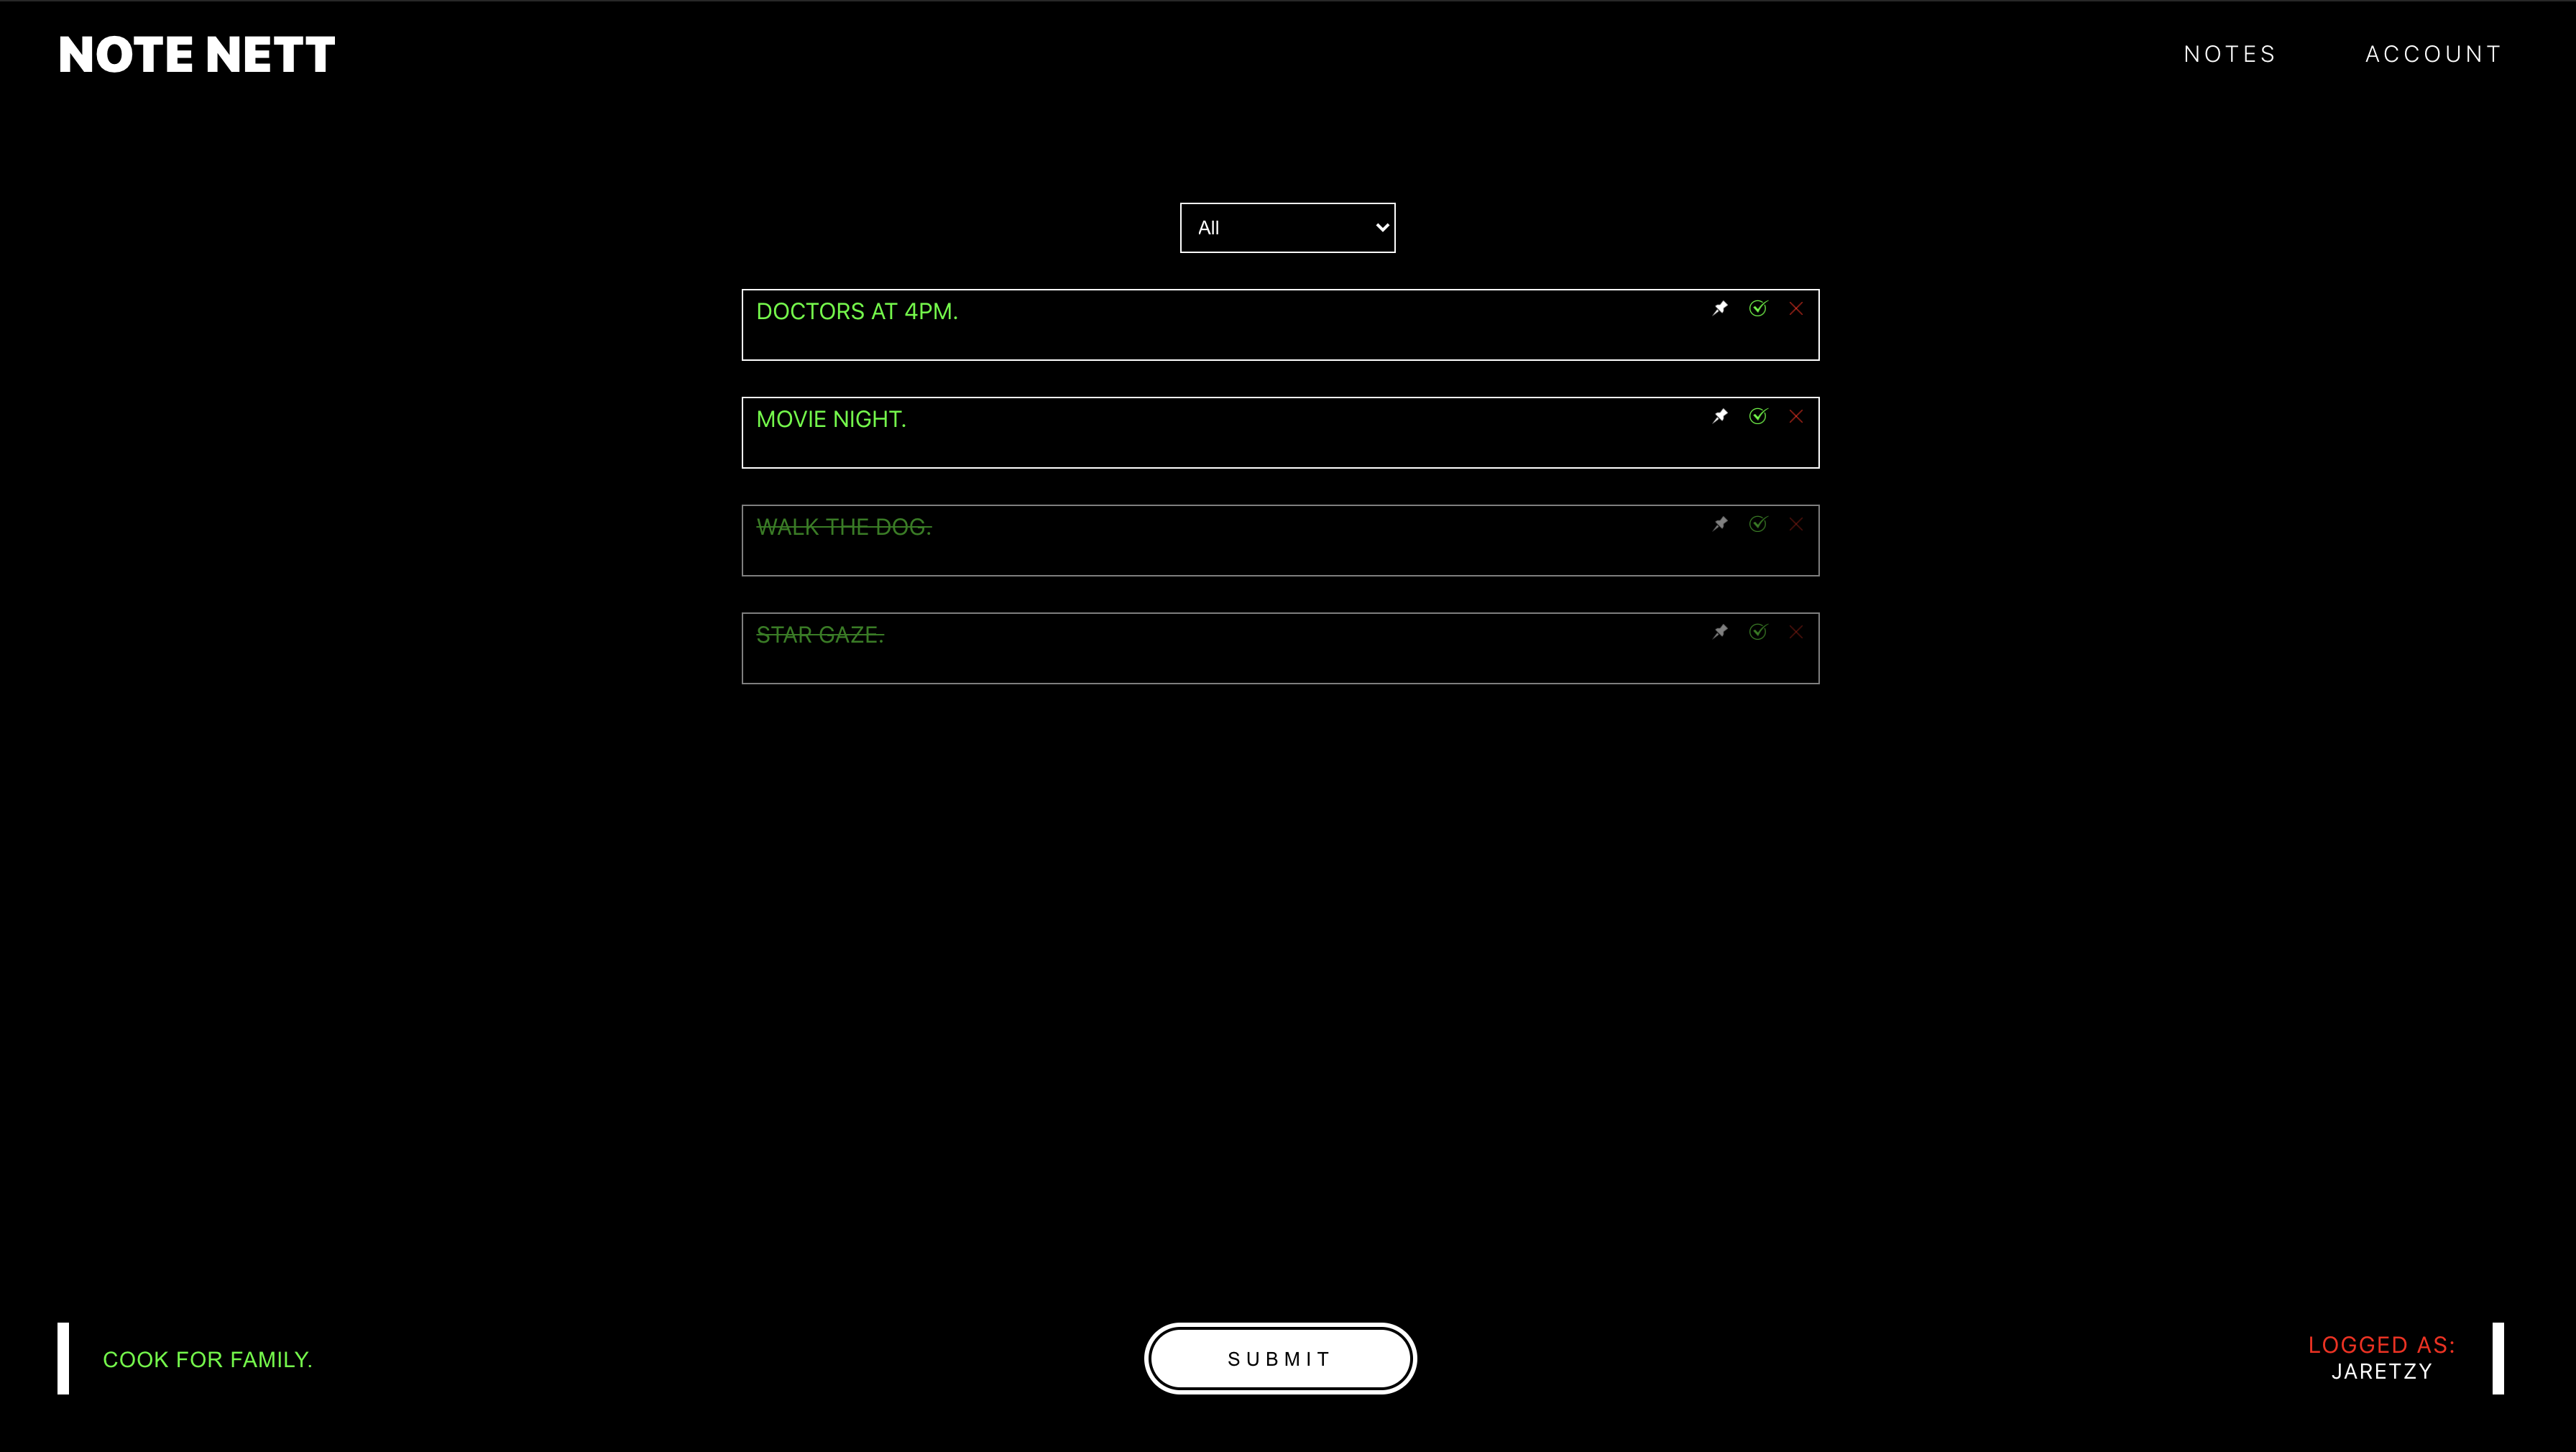 NOTE NETT
NOTES
ACCOUNT
All
DOCTORS AT 4PM.
MOVIE NIGHT.
WALK THE DOG.
STAR GAZE.
COOK FOR FAMILY.
SUBMIT
LOGGED AS:
JARETZY